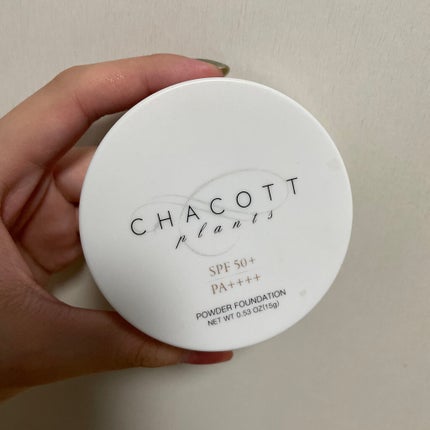 CHACOTT
plants
SPF 50+
PA++++
POWDER FOUNDATION
NET WT 0.53 OZ(15g)